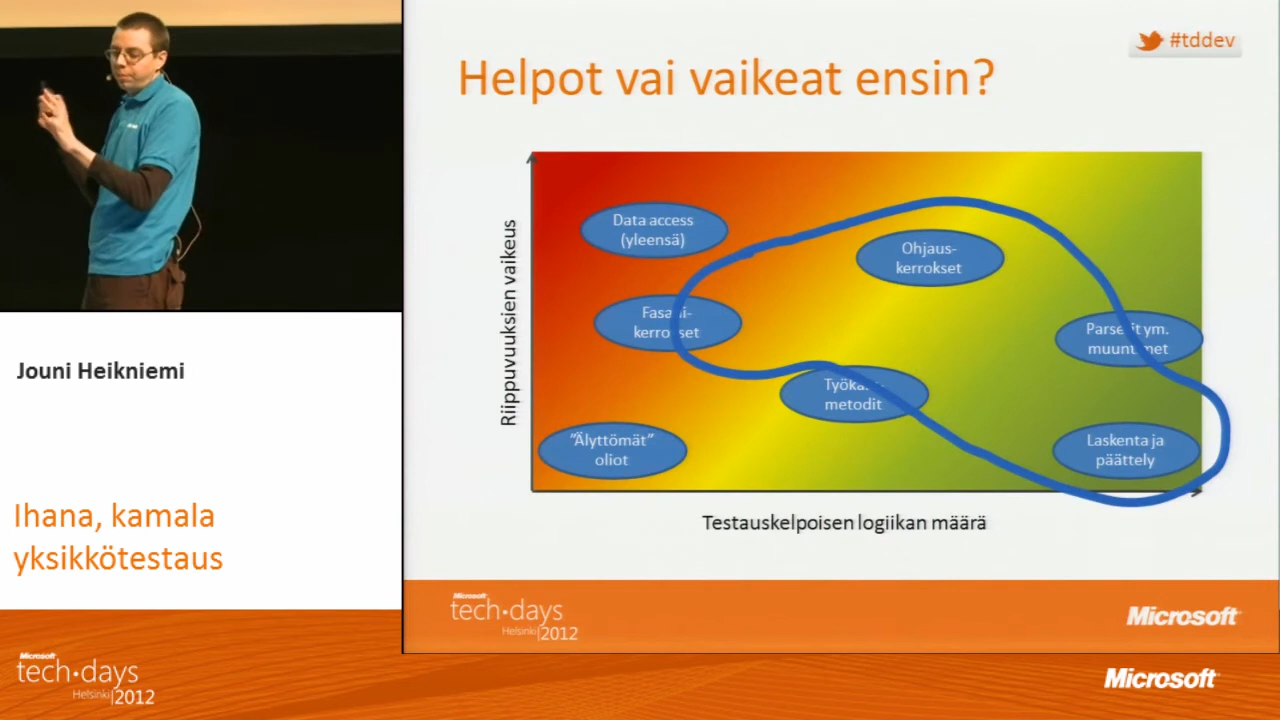 #tddev
Helpot vai vaikeat ensin?
Riippuvuuksien vaikeus
Data access
(yleensä)
Ohjaus-
kerrokset
kerrokset
Parserit ym.
muuntimet
metodit
"Älyttömät"
oliot
Laskenta ja
päättely
Testauskelpoisen logiikan määrä
Microsoft
tech·days
Helsinki|2012
Microsoft
Jouni Heikniemi
Ihana, kamala
yksikkötestaus
Microsoft
tech·days
Helsinki|2012
Microsoft